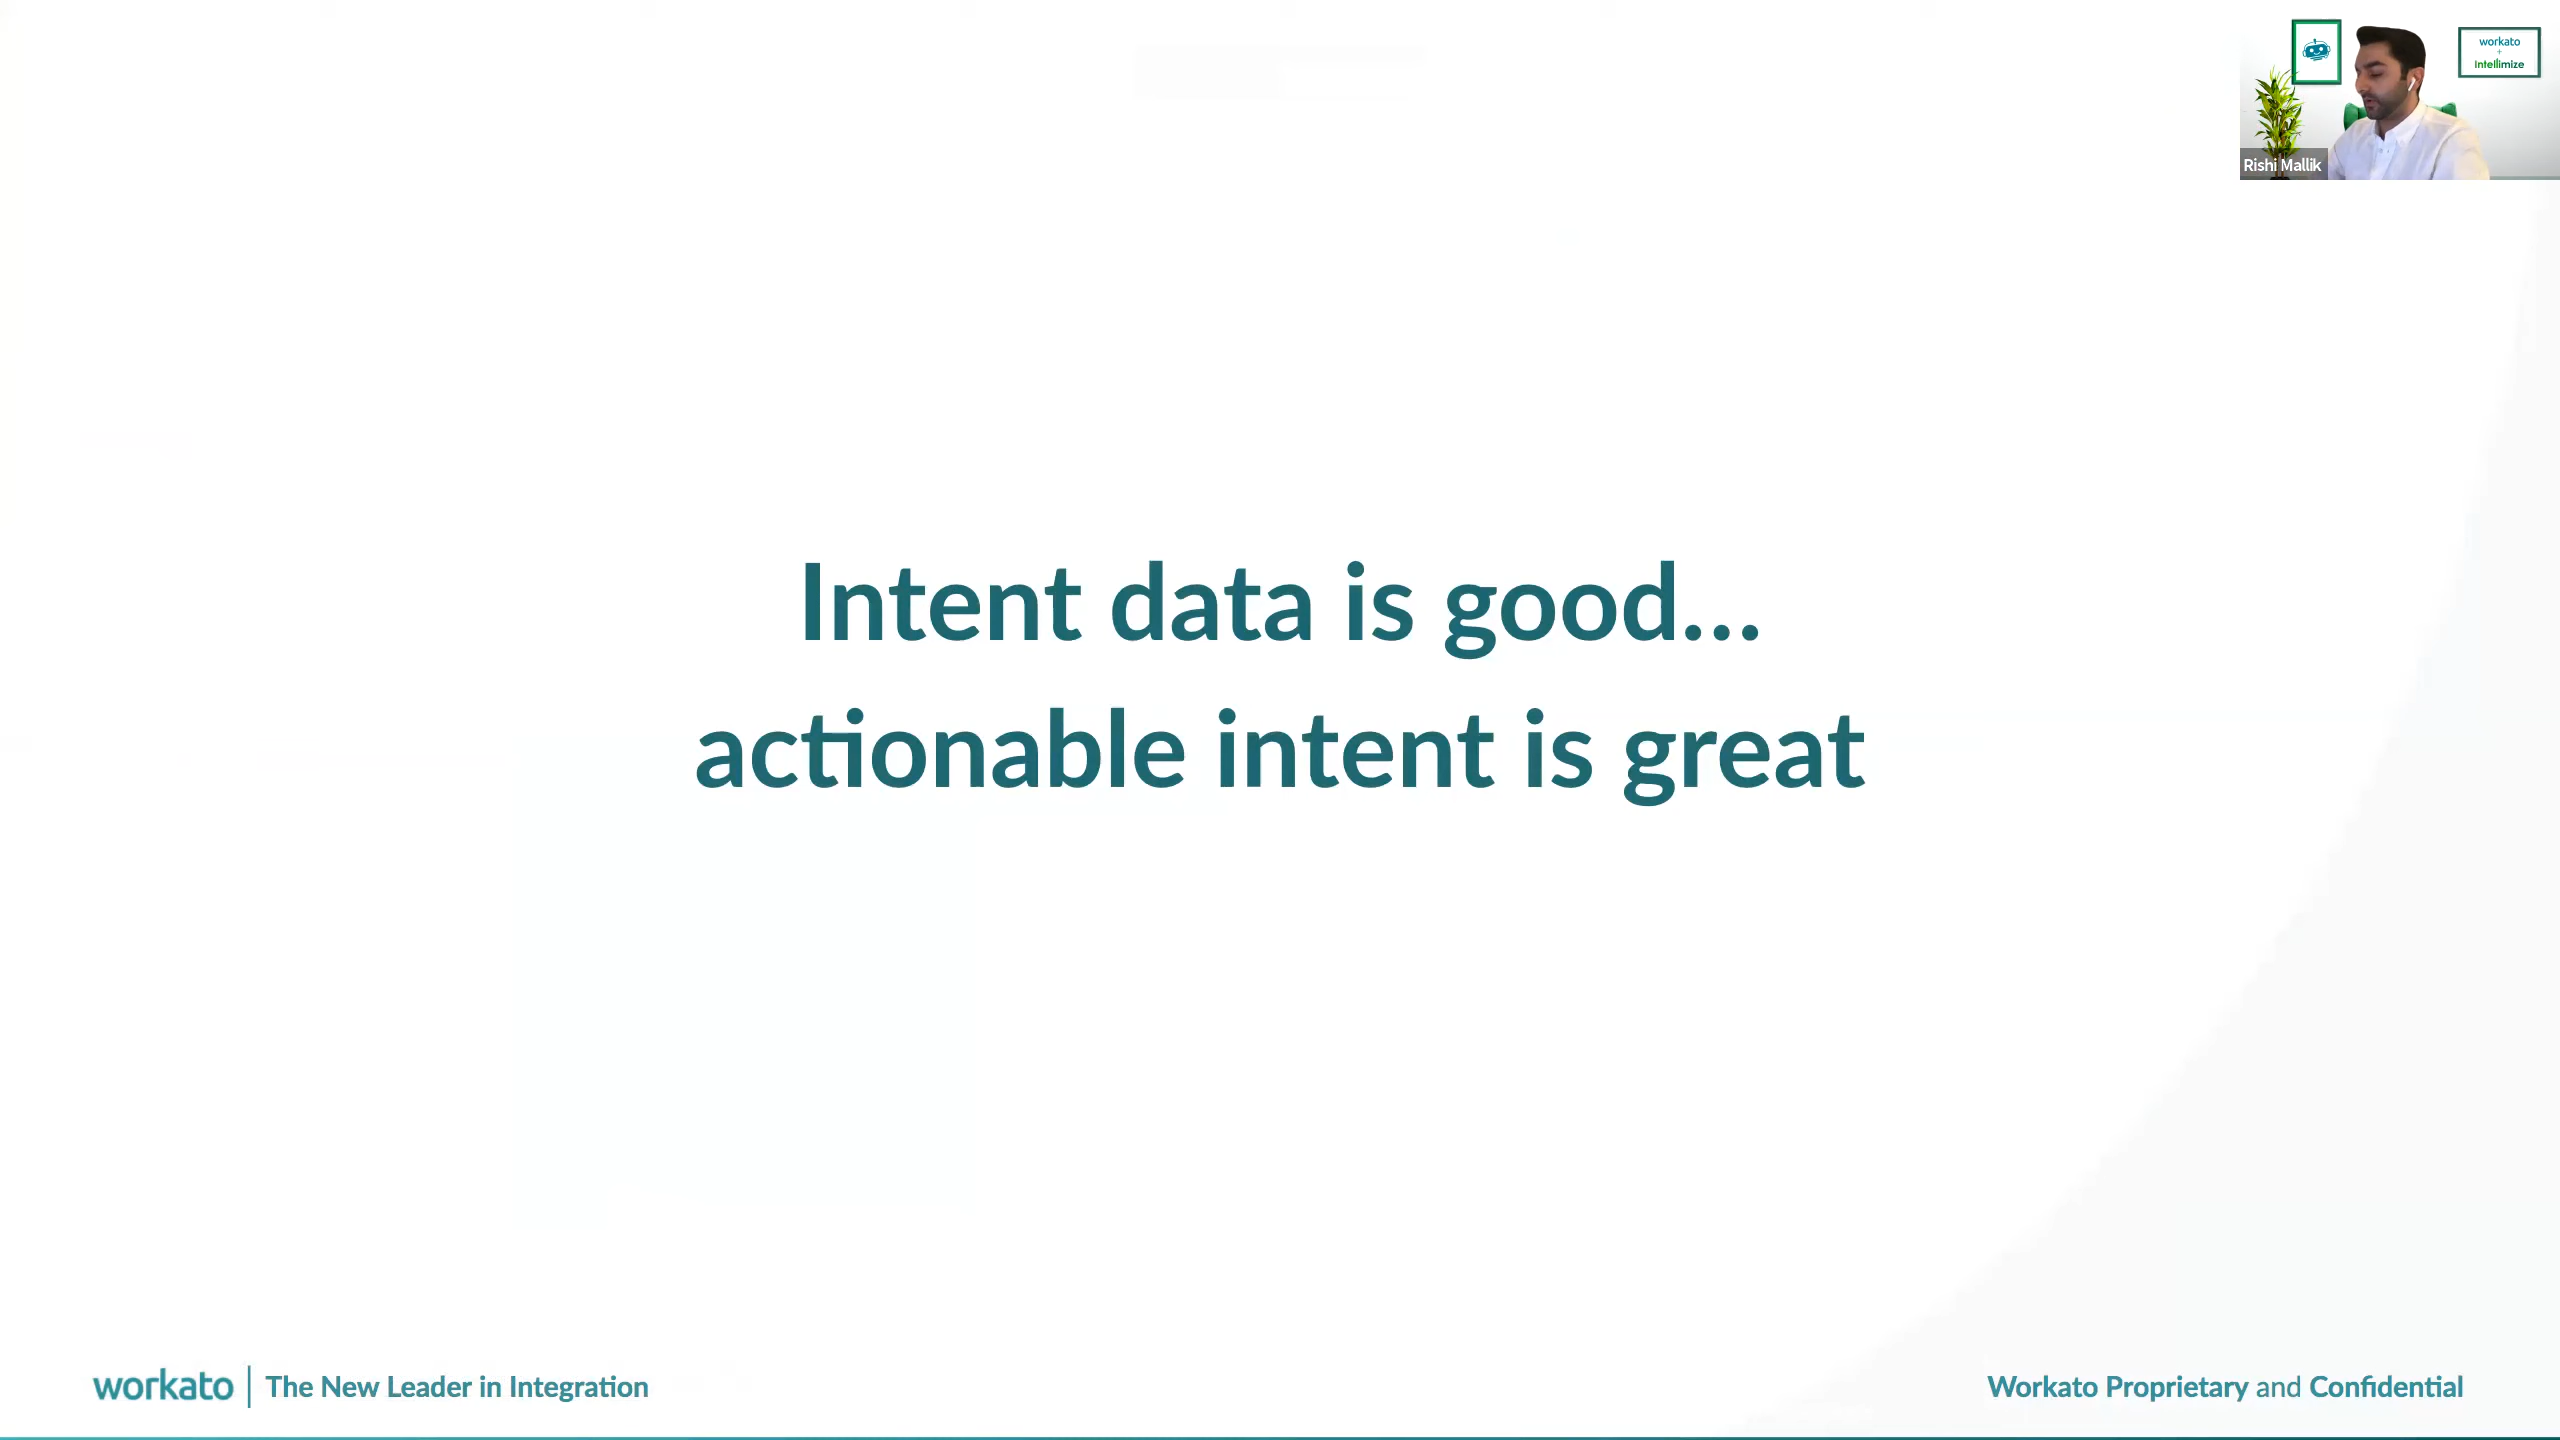 workato
+
Intellimize
Rishi Mallik
Intent data is good...
actionable intent is great
workato | The New Leader in Integration
Workato Proprietary and Confidential